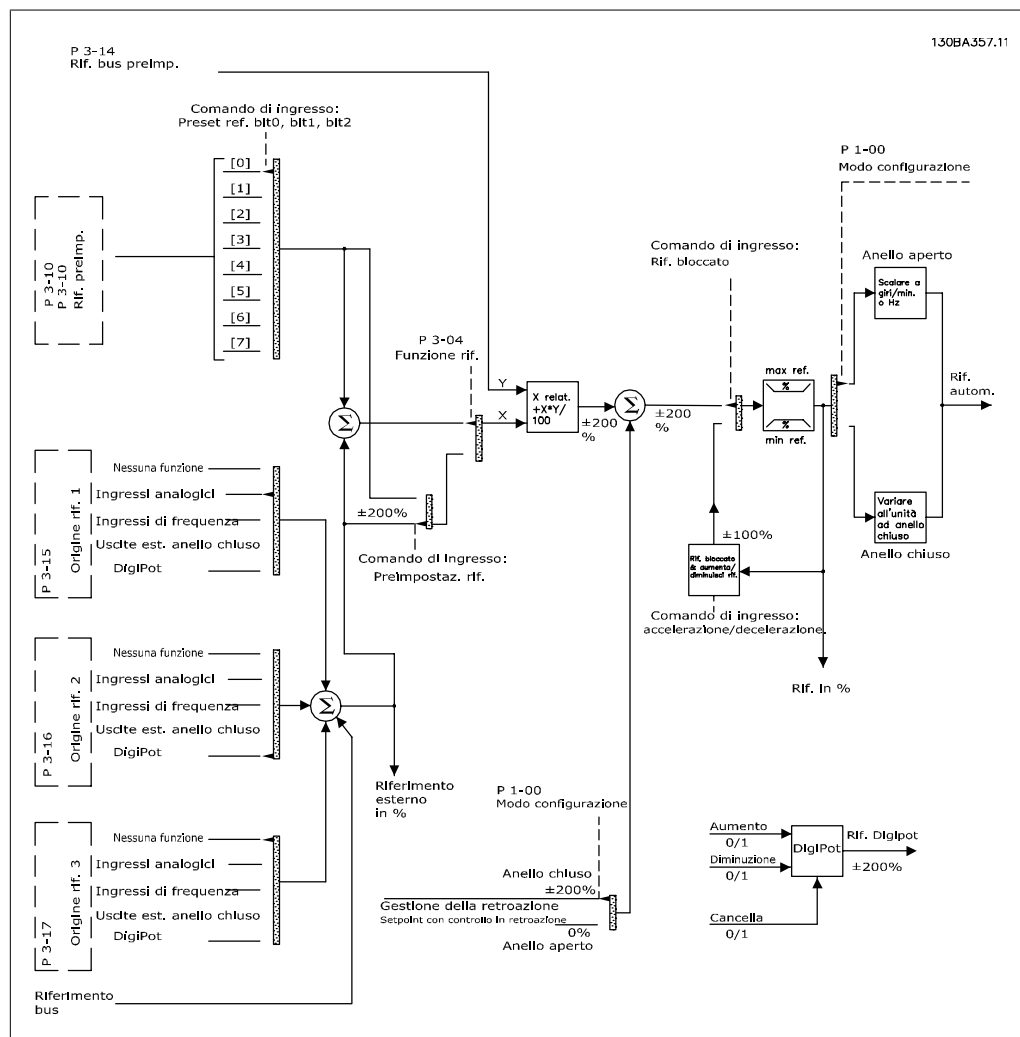 130BA357.11
P 3-14
Rif. bus preimp.
Comando di ingresso:
Preset ref. bit0, bit1, bit2
[0]
[1]
[2]
[3]
[4]
[5]
[6]
[7]
P 3-10
P 3-10
Rif. preimp.
P 1-00
Modo configurazione
Comando di ingresso:
Rif. bloccato
Anello aperto
Scalare a
giri/min.
o Hz
P 3-04
Funzione rif.
Y
X
X relat.
+X*Y/
100
±200
%
Σ
±200
%
max ref.
%
%
min ref.
Rif.
autom.
Σ
Variare
all'unità
ad anello
chiuso
Anello chiuso
±200%
Comando di ingresso:
Preimpostaz. rif.
±100%
Rif. bloccato
& aumenta/
diminuisci rif.
Comando di ingresso:
accelerazione/decelerazione.
Rif. in %
P 3-15
Origine rif. 1
Nessuna funzione
Ingressi analogici
Ingressi di frequenza
Uscite est. anello chiuso
DigiPot
P 3-16
Origine rif. 2
Nessuna funzione
Ingressi analogici
Ingressi di frequenza
Uscite est. anello chiuso
DigiPot
Σ
Riferimento
esterno
in %
P 3-17
Origine rif. 3
Nessuna funzione
Ingressi analogici
Ingressi di frequenza
Uscite est. anello chiuso
DigiPot
Riferimento
bus
P 1-00
Modo configurazione
Anello chiuso
±200%
Gestione della retroazione
Setpoint con controllo in retroazione
0%
Anello aperto
Aumento
0/1
Diminuzione
0/1
Cancella
0/1
DigiPot
Rif. Digipot
±200%